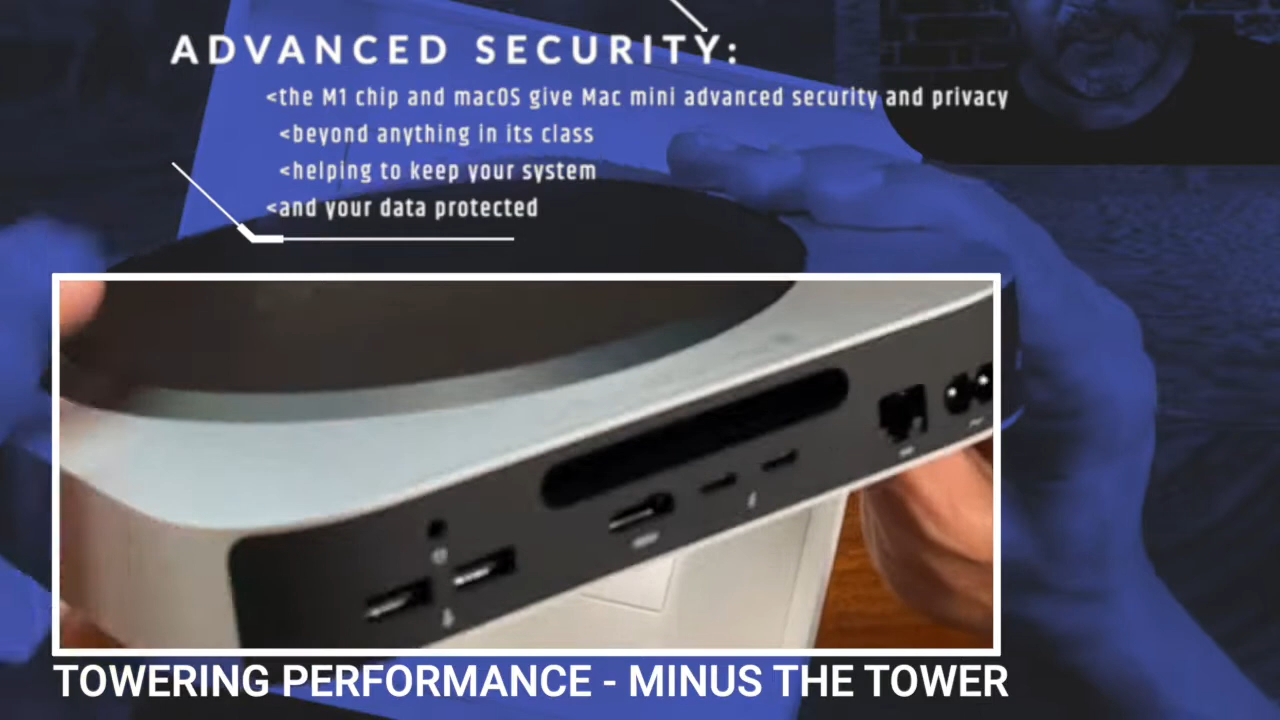 ADVANCED SECURITY:
<the M1 chip and macOS give Mac mini advanced security and privacy
<beyond anything in its class
<helping to keep your system
<and your data protected
TOWERING PERFORMANCE - MINUS THE TOWER